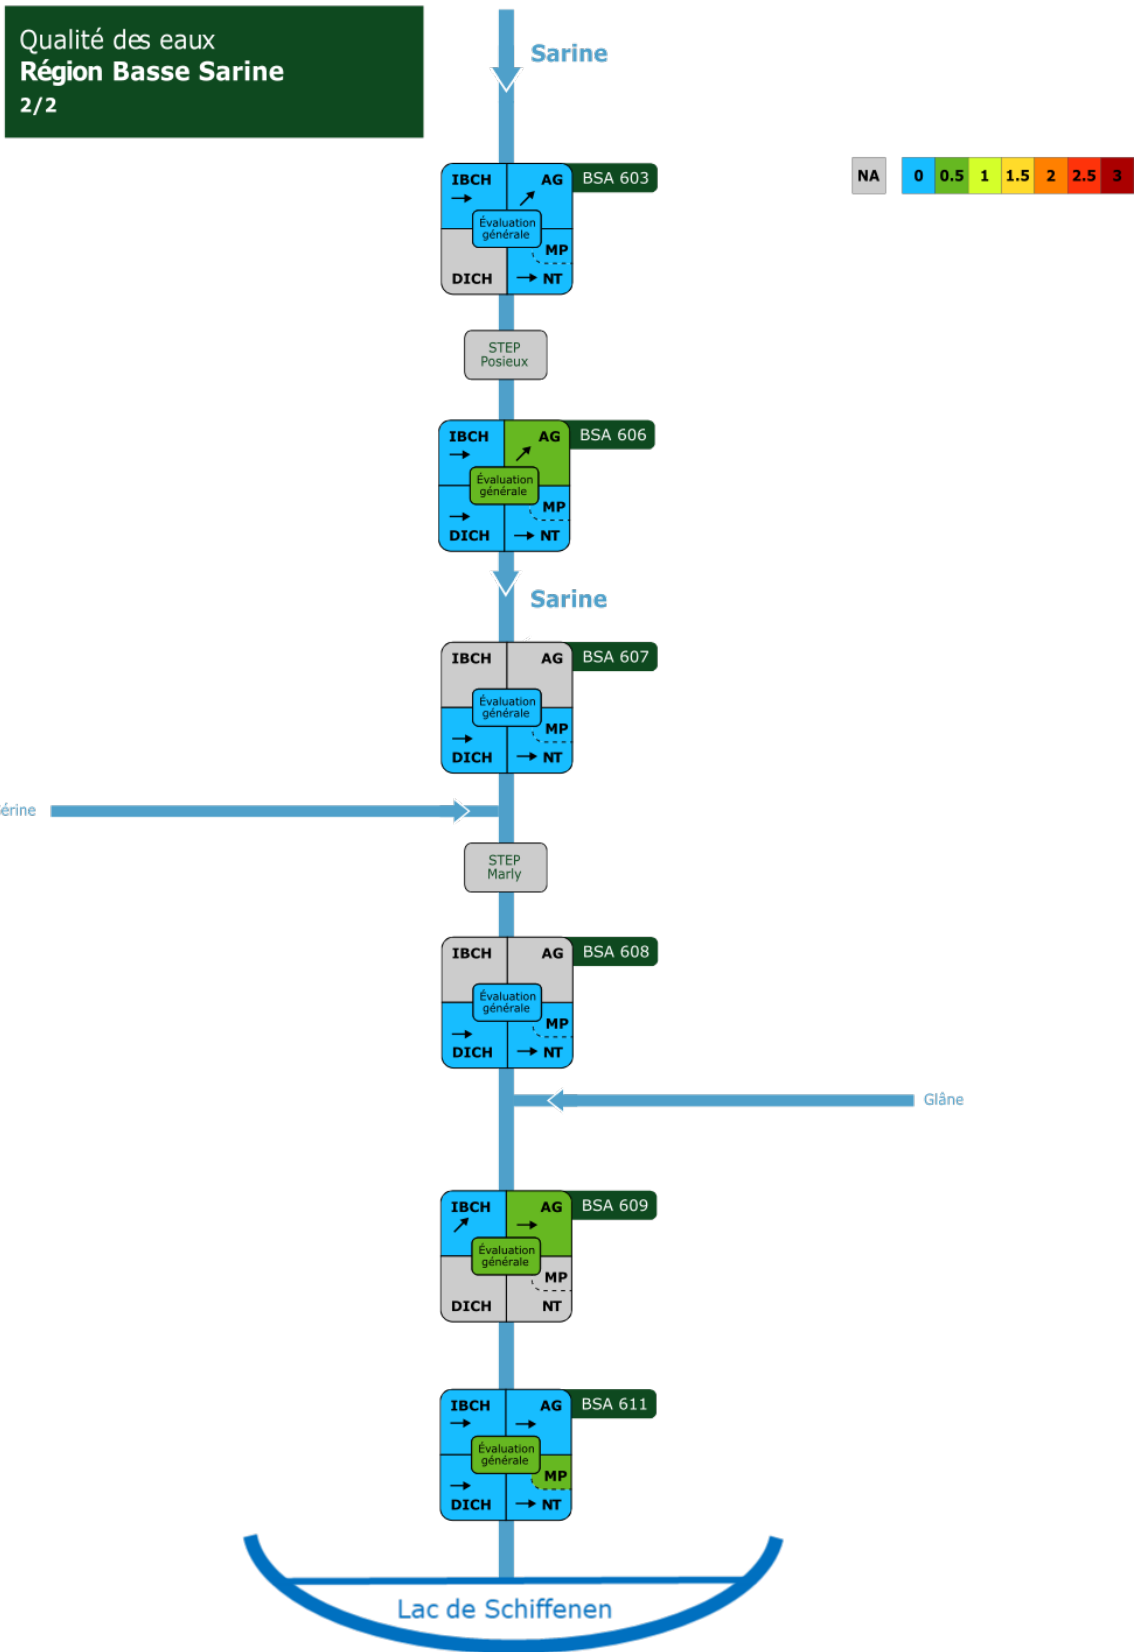 Qualité des eaux
Région Basse Sarine
2/2
Sarine
NA 0 0.5 1 1.5 2 2.5 3
IBCH AG BSA 603
Évaluation
générale
MP
DICH NT
STEP
Posieux
IBCH AG BSA 606
Évaluation
générale
MP
DICH NT
Sarine
IBCH AG BSA 607
Évaluation
générale
MP
DICH NT
érine
STEP
Marly
IBCH AG BSA 608
Évaluation
générale
MP
DICH NT
Glâne
IBCH AG BSA 609
Évaluation
générale
MP
DICH NT
IBCH AG BSA 611
Évaluation
générale
MP
DICH NT
Lac de Schiffenen